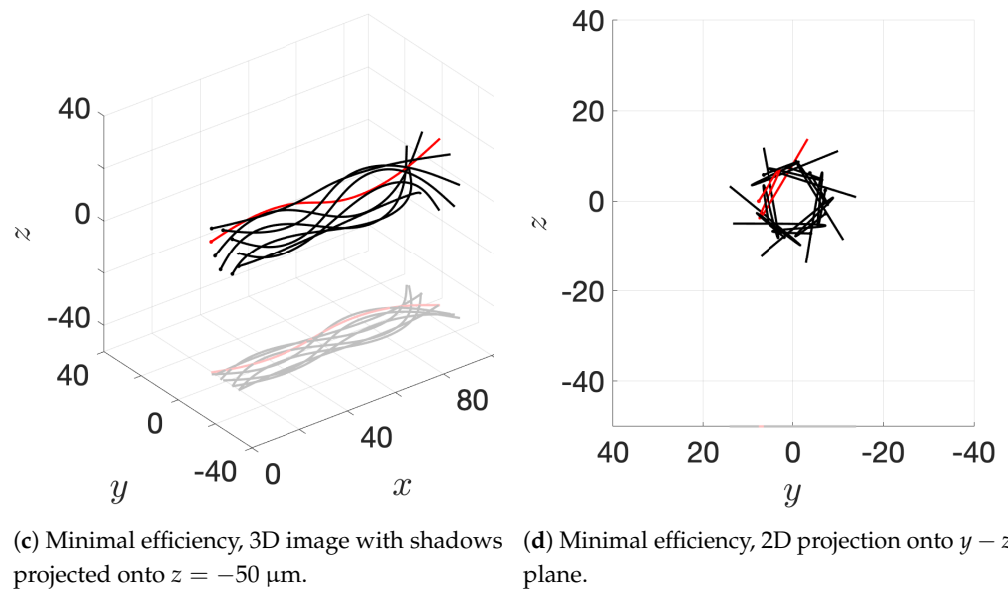 40
0
-40
z
40
0
-40
y
0
40
80
x
40
20
0
-20
-40
z
40
20
0
-20
-40
y
(c) Minimal efficiency, 3D image with shadows
projected onto z = −50 µm.
(d) Minimal efficiency, 2D projection onto y − z
plane.